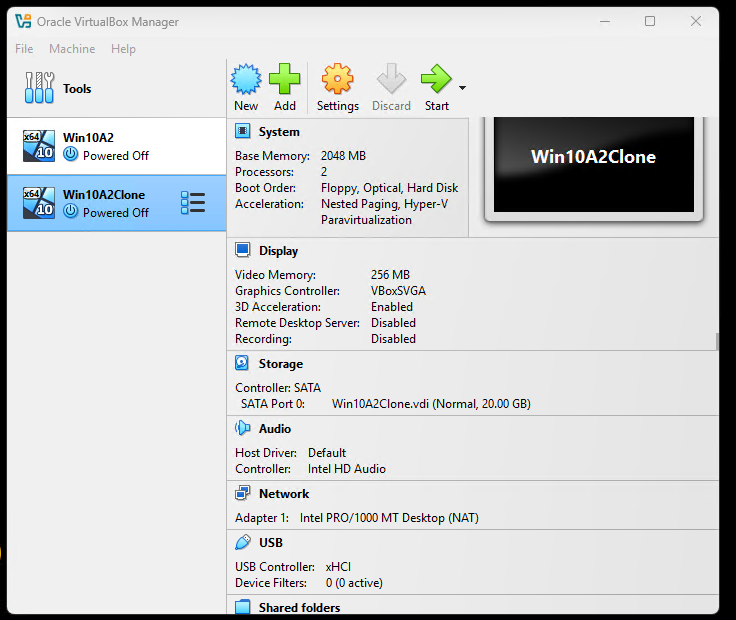 Oracle VirtualBox Manager
File Machine Help
Tools
New Add Settings Discard Start
x64 10 Win10A2
Powered Off
x64 10 Win10A2Clone
Powered Off
System
Base Memory: 2048 MB
Processors: 2
Boot Order: Floppy, Optical, Hard Disk
Acceleration: Nested Paging, Hyper-V
Paravirtualization
Win10A2Clone
Display
Video Memory: 256 MB
Graphics Controller: VBoxSVGA
3D Acceleration: Enabled
Remote Desktop Server: Disabled
Recording: Disabled
Storage
Controller: SATA
SATA Port 0: Win10A2Clone.vdi (Normal, 20.00 GB)
Audio
Host Driver: Default
Controller: Intel HD Audio
Network
Adapter 1: Intel PRO/1000 MT Desktop (NAT)
USB
USB Controller: xHCI
Device Filters: 0 (0 active)
Shared folders